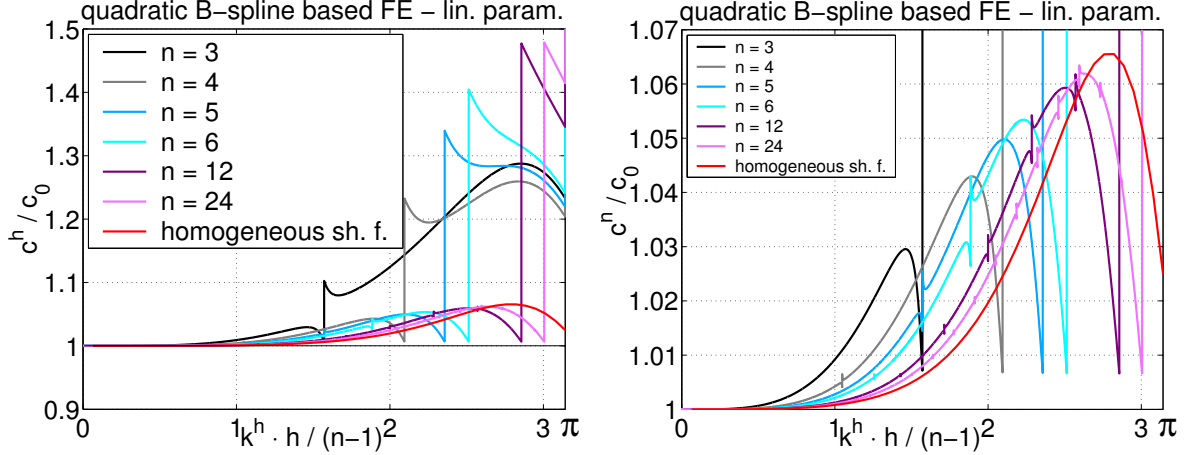 quadratic B−spline based FE − lin. param.
1.5
1.4
1.3
1.2
1.1
1
0.9
c^h / c_0
n = 3
n = 4
n = 5
n = 6
n = 12
n = 24
homogeneous sh. f.
0 1 2 3 π
k^h · h / (n−1)
quadratic B−spline based FE − lin. param.
1.07
1.06
1.05
1.04
1.03
1.02
1.01
1
c^n / c_0
n = 3
n = 4
n = 5
n = 6
n = 12
n = 24
homogeneous sh. f.
0 1 2 3 π
k^h · h / (n−1)